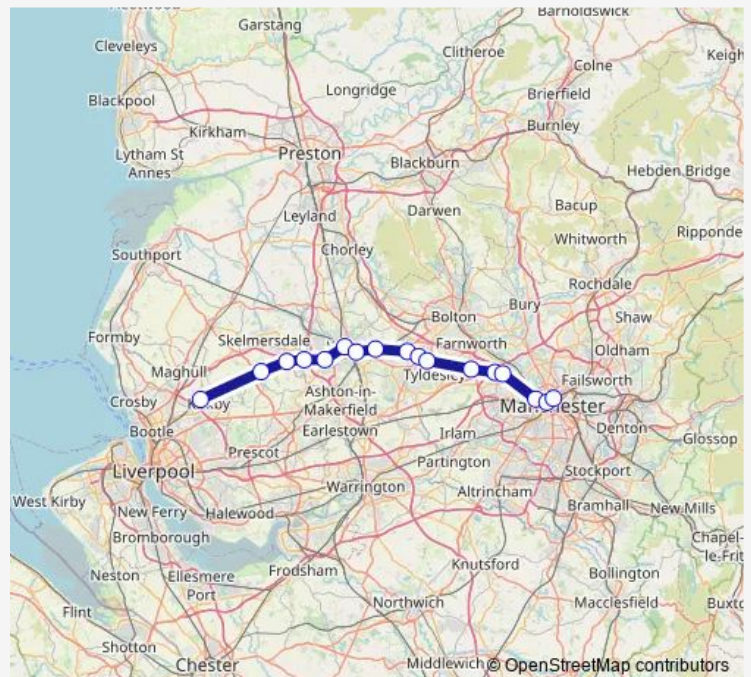 Garstang
Barnoldswick
Cleveleys
Clitheroe
Colne
Longridge
Blackpool
Brierfield
Kirkham
Burnley
Preston
Lytham St
Annes
Blackburn
Hebden Bridge
Leyland
Darwen
Bacup
Ripponde
Whitworth
Chorley
Southport
Rochdale
Bury
Bolton
Shaw
Formby
Skelmersdale
Farnworth
Oldham
Maghull
Tyldesley
Failsworth
Crosby
Ashton-in-
Makerfield
Manchester
Bootle
Earlestown
Irlam
Denton
Glossop
Prescot
Partington
Liverpool
Stockport
Warrington
Altrincham
West Kirby
New Ferry
Halewood
Bramhall
New Mills
Bromborough
Chapel-
le-Frit
Frodsham
Knutsford
Neston
Ellesmere
Port
Bollington
Northwich
Macclesfield
Buxto
Flint
Shotton
Chester
Middlewich
© OpenStreetMap contributors